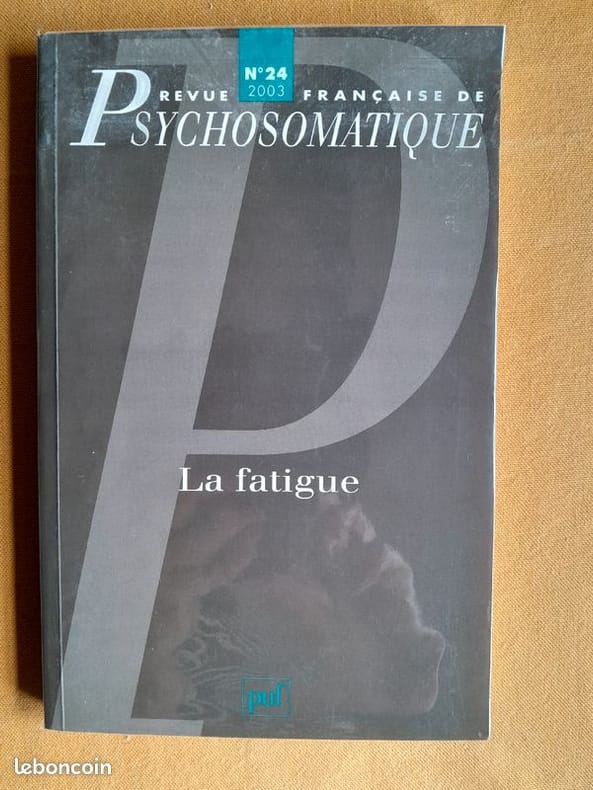 N°24
2003
REVUE FRANÇAISE DE
PSYCHOSOMATIQUE
La fatigue
puf
leboncoin